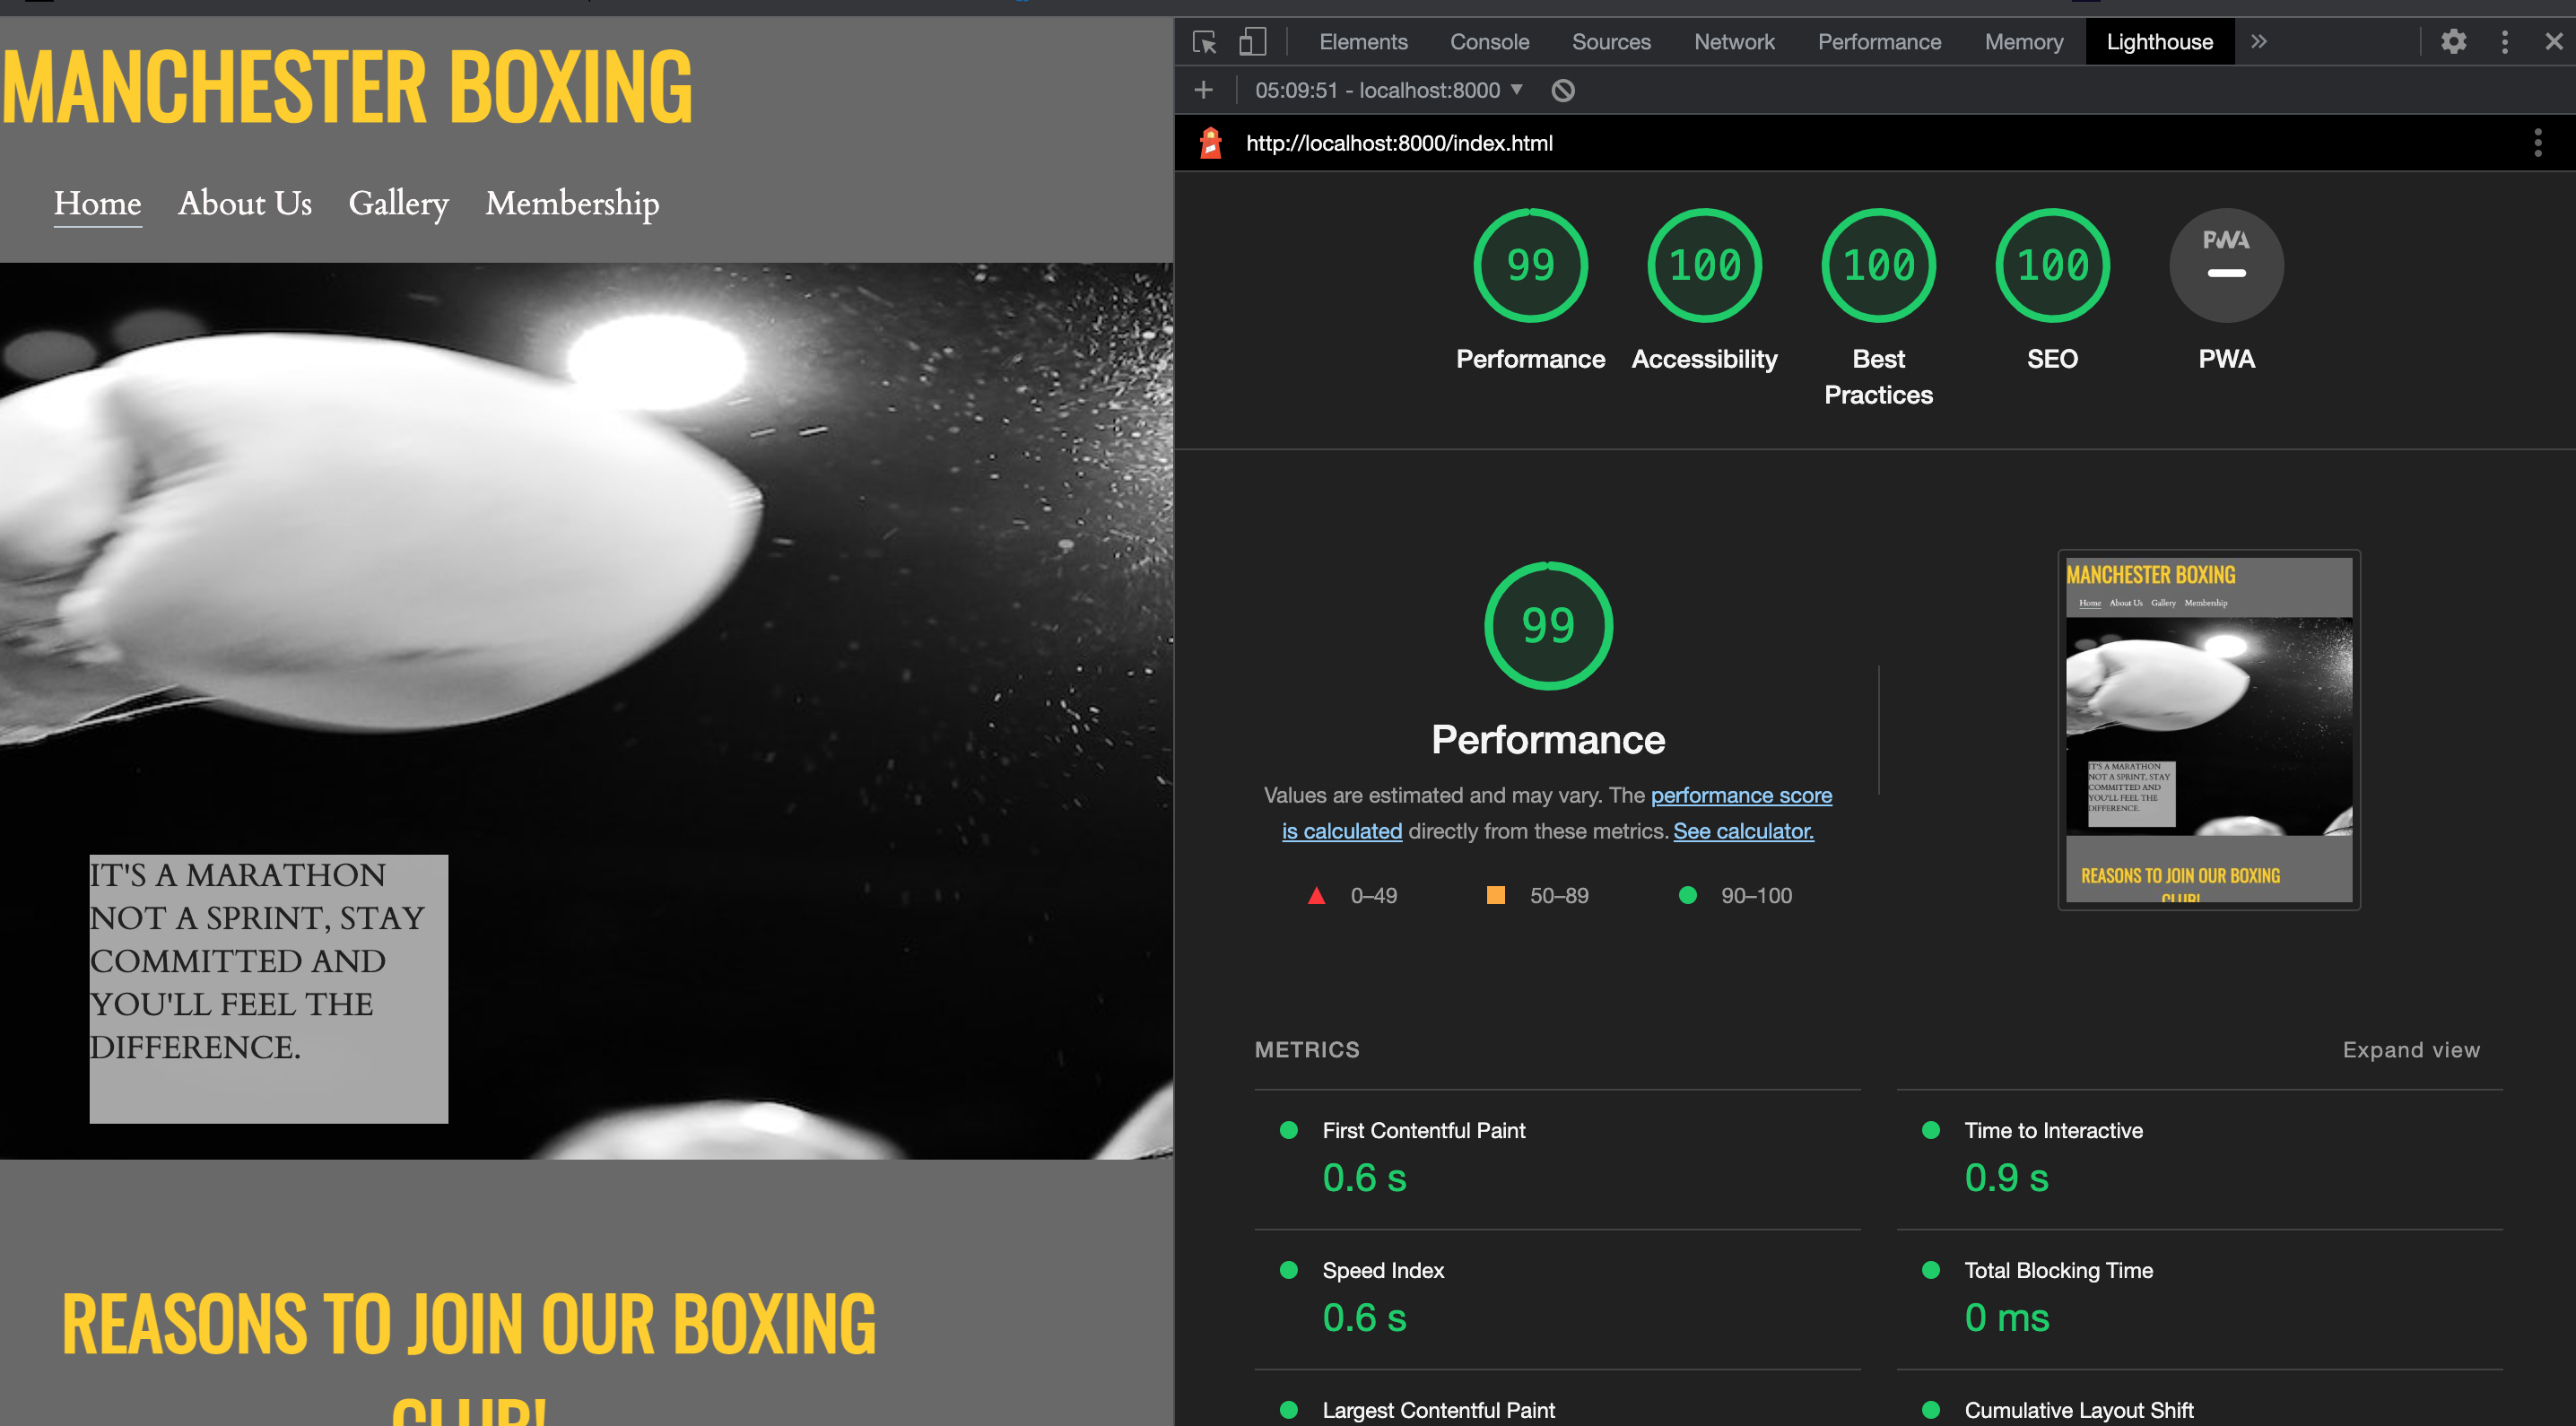 MANCHESTER BOXING
Home About Us Gallery Membership
IT'S A MARATHON
NOT A SPRINT, STAY
COMMITTED AND
YOU'LL FEEL THE
DIFFERENCE.
REASONS TO JOIN OUR BOXING
CLUB!
Elements Console Sources Network Performance Memory Lighthouse
05:09:51 - localhost:8000
http://localhost:8000/index.html
99 100 100 100 PWA
Performance Accessibility Best SEO PWA
Practices
99
Performance
Values are estimated and may vary. The performance score
is calculated directly from these metrics. See calculator.
0–49 50–89 90–100
MANCHESTER BOXING
Home About Us Gallery Membership
IT'S A MARATHON
NOT A SPRINT, STAY
COMMITTED AND
YOU'LL FEEL THE
DIFFERENCE.
REASONS TO JOIN OUR BOXING
CLUB!
METRICS Expand view
First Contentful Paint
0.6 s
Time to Interactive
0.9 s
Speed Index
0.6 s
Total Blocking Time
0 ms
Largest Contentful Paint
Cumulative Layout Shift